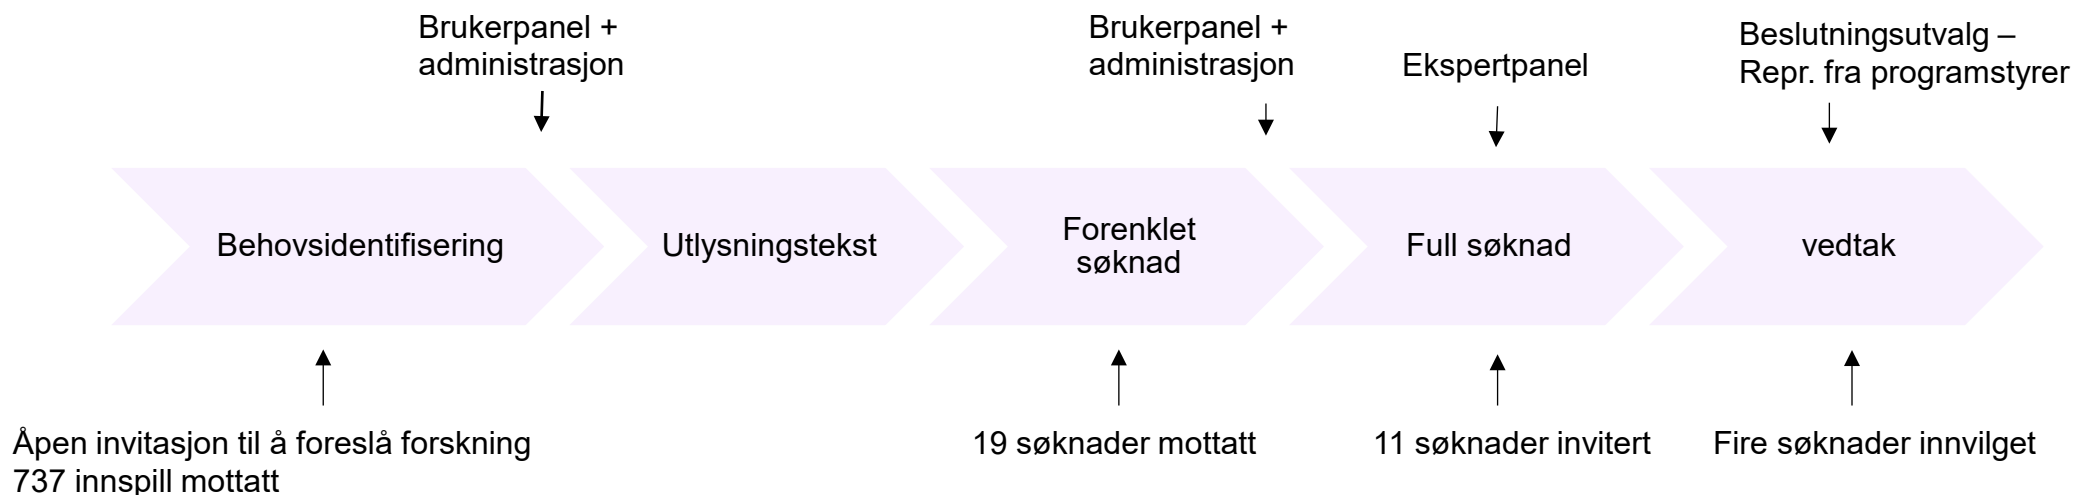 Brukerpanel +
administrasjon
Brukerpanel +
administrasjon
Ekspertpanel
Beslutningsutvalg –
Repr. fra programstyrer
Behovsidentifisering
Utlysningstekst
Forenklet
søknad
Full søknad
vedtak
Åpen invitasjon til å foreslå forskning
737 innspill mottatt
19 søknader mottatt
11 søknader invitert
Fire søknader innvilget